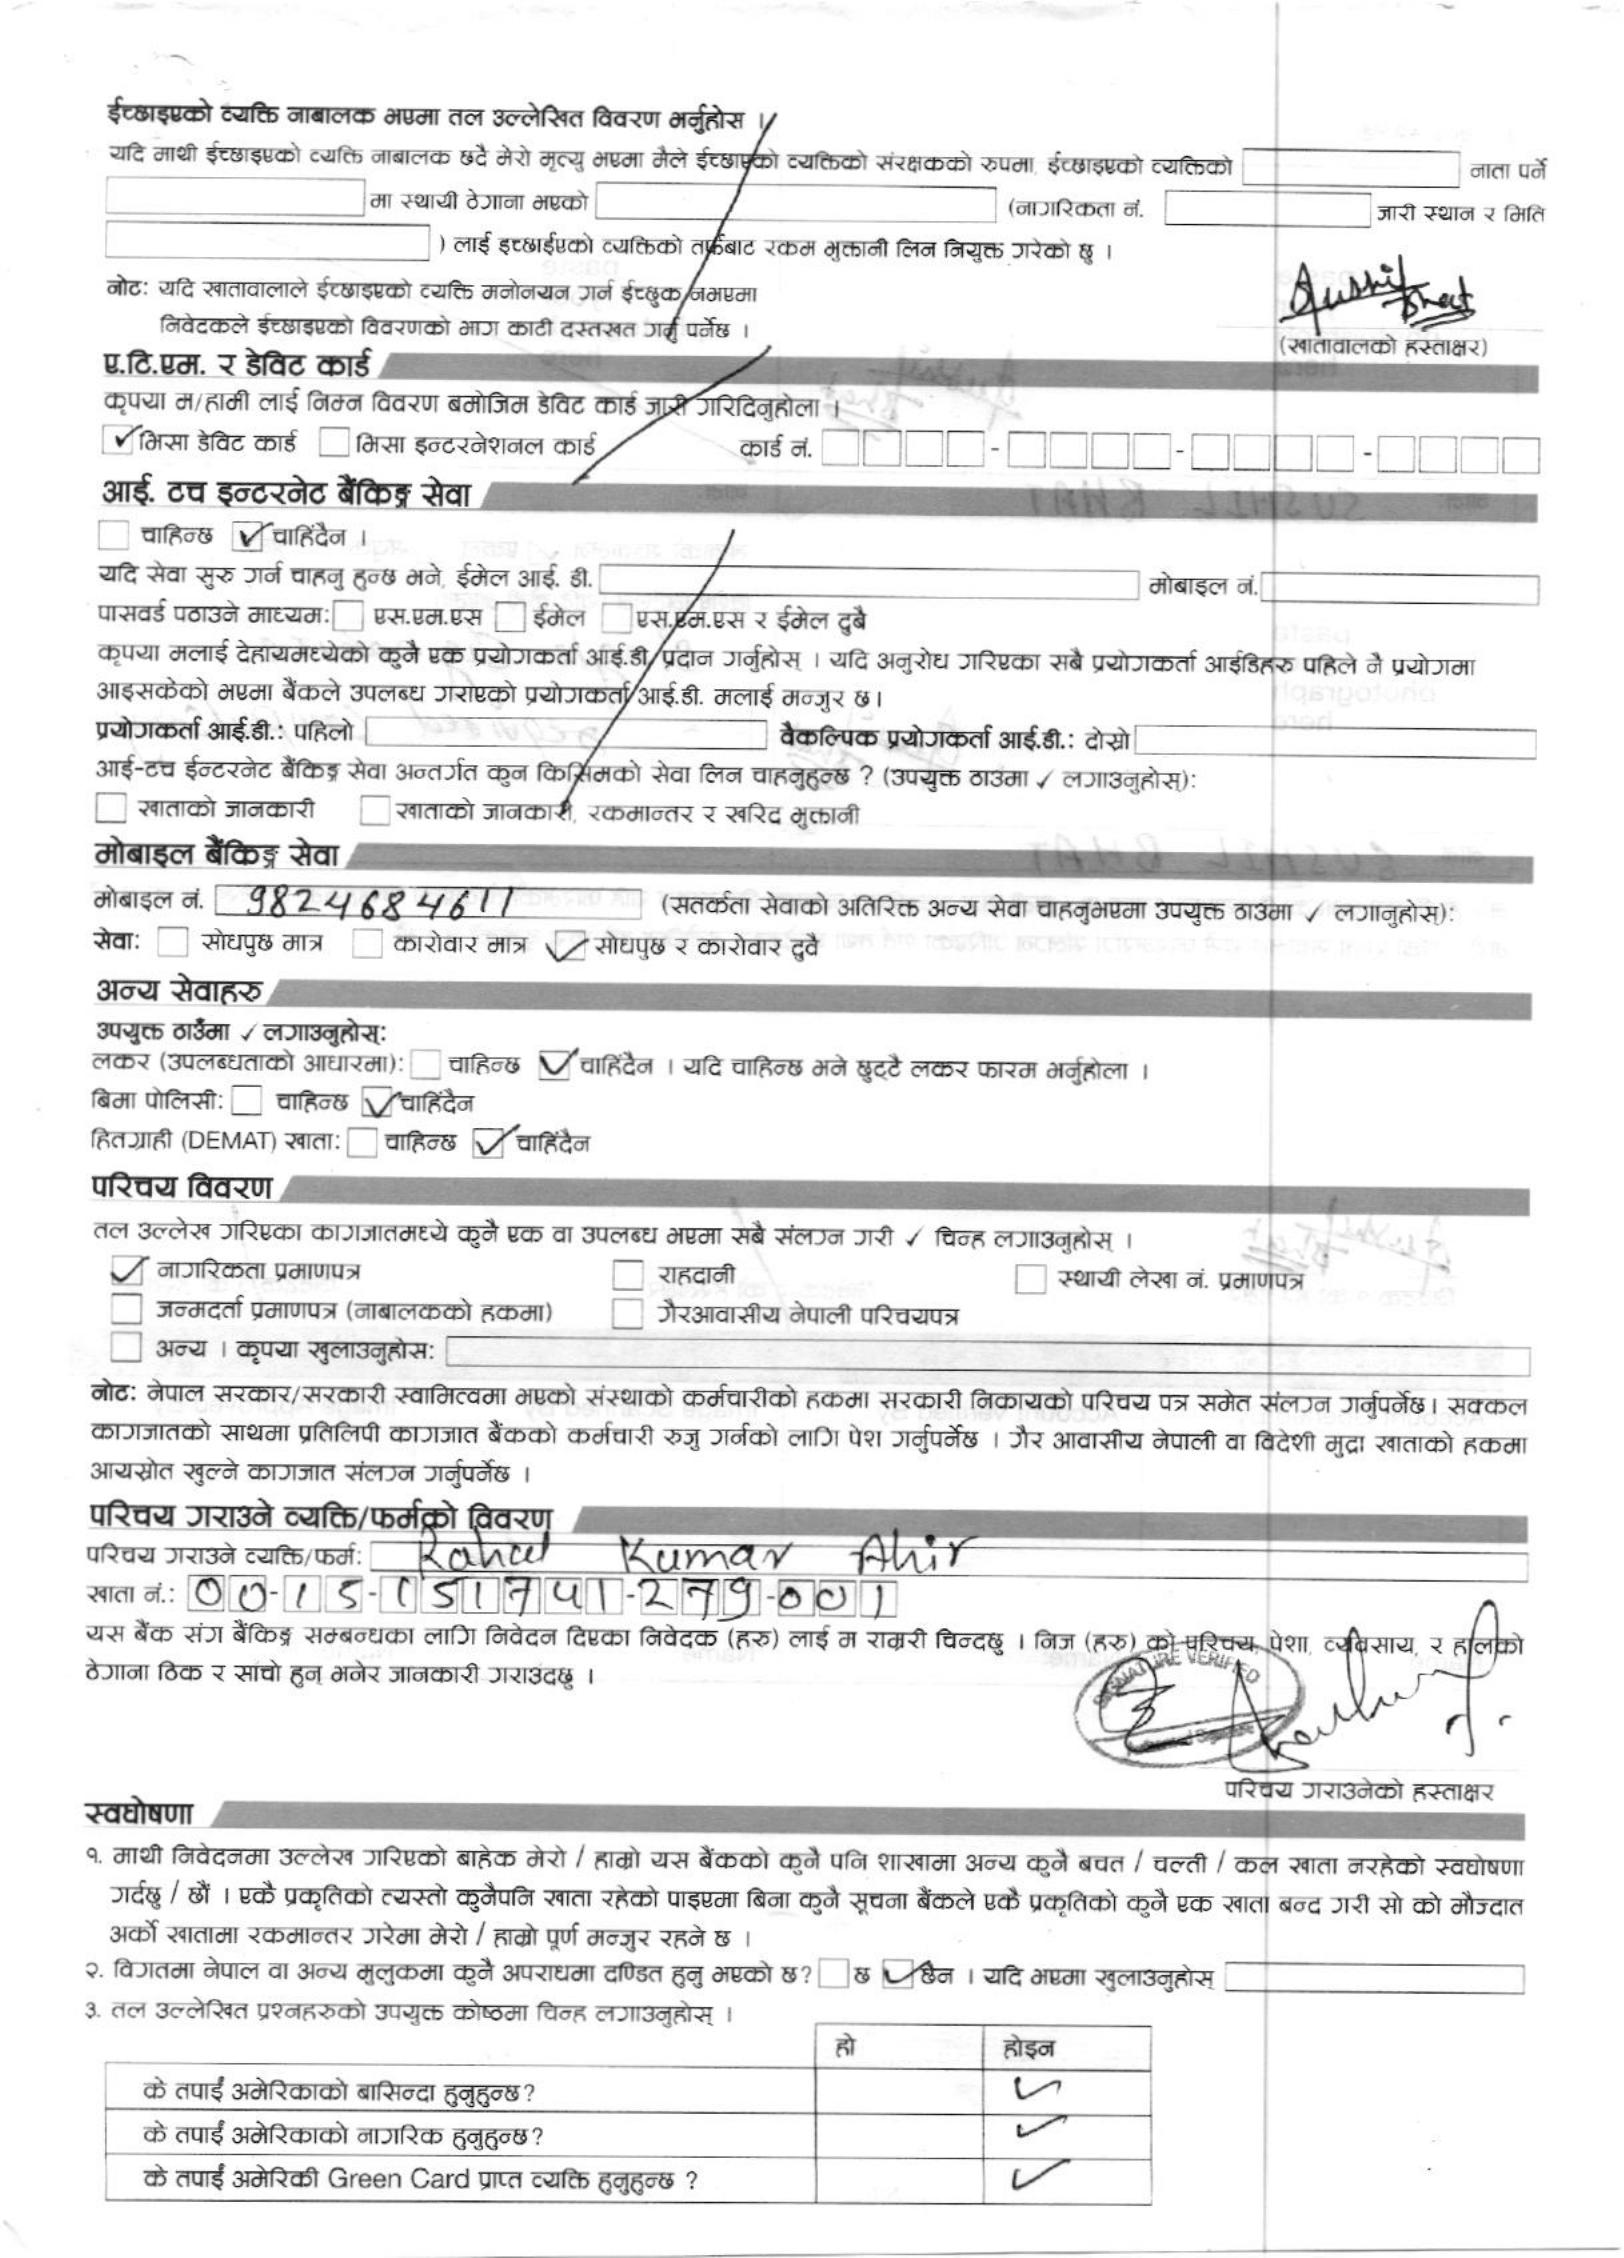 ईच्छाइएको व्यक्ति नाबालक भएमा तल उल्लेखित विवरण भर्नुहोस ।
यदि माथी ईच्छाइएको व्यक्ति नाबालक छदै मेरो मृत्यु भएमा मैले ईच्छाएको व्यक्तिको संरक्षकको रुपमा, ईच्छाइएको व्यक्तिको नाता पर्ने
मा स्थायी ठेगाना भएको (नागरिकता नं. जारी स्थान र मिति
) लाई इच्छाईएको व्यक्तिको तर्फबाट रकम भुक्तानी लिन नियुक्त गरेको छु ।
नोट: यदि खातावालाले ईच्छाइएको व्यक्ति मनोनयन गर्न ईच्छुक नभएमा
निवेदकले ईच्छाइएको विवरणको भाग काटी दस्तखत गर्नु पर्नेछ ।
Sushil Bhat
(खातावालको हस्ताक्षर)
ए.टि.एम. र डेविट कार्ड
कृपया म/हामी लाई निम्न विवरण बमोजिम डेविट कार्ड जारी गरिदिनुहोला ।
✓ भिसा डेविट कार्ड भिसा इन्टरनेशनल कार्ड कार्ड नं. - - -
आई. टच इन्टरनेट बैंकिङ्ग सेवा
चाहिन्छ ✓ चाहिंदैन ।
यदि सेवा सुरु गर्न चाहनु हुन्छ भने, ईमेल आई. डी. मोबाइल नं.
पासवर्ड पठाउने माध्यम: एस.एम.एस ईमेल एस.एम.एस र ईमेल दुबै
कृपया मलाई देहायमध्येको कुनै एक प्रयोगकर्ता आई.डी प्रदान गर्नुहोस् । यदि अनुरोध गरिएका सबै प्रयोगकर्ता आईडिहरु पहिले नै प्रयोगमा
आइसकेको भएमा बैंकले उपलब्ध गराएको प्रयोगकर्ता आई.डी. मलाई मन्जुर छ।
प्रयोगकर्ता आई.डी.: पहिलो वैकल्पिक प्रयोगकर्ता आई.डी.: दोस्रो
आई-टच ईन्टरनेट बैंकिङ्ग सेवा अन्तर्गत कुन किसिमको सेवा लिन चाहनुहुन्छ ? (उपयुक्त ठाउंमा ✓ लगाउनुहोस्):
खाताको जानकारी खाताको जानकारी, रकमान्तर र खरिद भुक्तानी
मोबाइल बैंकिङ्ग सेवा
मोबाइल नं. 9824684611 (सतर्कता सेवाको अतिरिक्त अन्य सेवा चाहनुभएमा उपयुक्त ठाउंमा ✓ लगानुहोस्):
सेवा: सोधपुछ मात्र कारोवार मात्र ✓ सोधपुछ र कारोवार दुवै
अन्य सेवाहरु
उपयुक्त ठाउँमा ✓ लगाउनुहोस्:
लकर (उपलब्धताको आधारमा): चाहिन्छ ✓ चाहिंदैन । यदि चाहिन्छ भने छुट्टै लकर फारम भर्नुहोला ।
बिमा पोलिसी: चाहिन्छ ✓ चाहिंदैन
हितग्राही (DEMAT) खाता: चाहिन्छ ✓ चाहिंदैन
परिचय विवरण
तल उल्लेख गरिएका कागजातमध्ये कुनै एक वा उपलब्ध भएमा सबै संलग्न गरी ✓ चिन्ह लगाउनुहोस् ।
✓ नागरिकता प्रमाणपत्र राहदानी स्थायी लेखा नं. प्रमाणपत्र
जन्मदर्ता प्रमाणपत्र (नाबालकको हकमा) गैरआवासीय नेपाली परिचयपत्र
अन्य । कृपया खुलाउनुहोस:
नोट: नेपाल सरकार/सरकारी स्वामित्वमा भएको संस्थाको कर्मचारीको हकमा सरकारी निकायको परिचय पत्र समेत संलग्न गर्नुपर्नेछ। सक्कल
कागजातको साथमा प्रतिलिपी कागजात बैंकको कर्मचारी रुजु गर्नको लागि पेश गर्नुपर्नेछ । गैर आवासीय नेपाली वा विदेशी मुद्रा खाताको हकमा
आयस्रोत खुल्ने कागजात संलग्न गर्नुपर्नेछ ।
परिचय गराउने व्यक्ति/फर्मको विवरण
परिचय गराउने व्यक्ति/फर्म: Rahul Kumar Ahir
खाता नं.: 00-15-151741-279-001
यस बैंक संग बैंकिङ्ग सम्बन्धका लागि निवेदन दिएका निवेदक (हरु) लाई म राम्ररी चिन्दछु । निज (हरु) को परिचय, पेशा, व्यवसाय, र हालको
ठेगाना ठिक र सांचो हुन् भनेर जानकारी गराउंदछु ।
SIGNATURE VERIFIED
परिचय गराउनेको हस्ताक्षर
स्वघोषणा
१. माथी निवेदनमा उल्लेख गरिएको बाहेक मेरो / हाम्रो यस बैंकको कुनै पनि शाखामा अन्य कुनै बचत / चल्ती / कल खाता नरहेको स्वघोषणा
गर्दछु / छौं । एकै प्रकृतिको त्यस्तो कुनैपनि खाता रहेको पाइएमा बिना कुनै सूचना बैंकले एकै प्रकृतिको कुनै एक खाता बन्द गरी सो को मौज्दात
अर्को खातामा रकमान्तर गरेमा मेरो / हाम्रो पूर्ण मन्जुर रहने छ ।
२. विगतमा नेपाल वा अन्य मुलुकमा कुनै अपराधमा दण्डित हुनु भएको छ? छ ✓ छैन । यदि भएमा खुलाउनुहोस्
३. तल उल्लेखित प्रश्नहरुको उपयुक्त कोष्ठमा चिन्ह लगाउनुहोस् ।
हो होइन
के तपाईं अमेरिकाको बासिन्दा हुनुहुन्छ? ✓
के तपाईं अमेरिकाको नागरिक हुनुहुन्छ? ✓
के तपाईं अमेरिकी Green Card प्राप्त व्यक्ति हुनुहुन्छ ? ✓